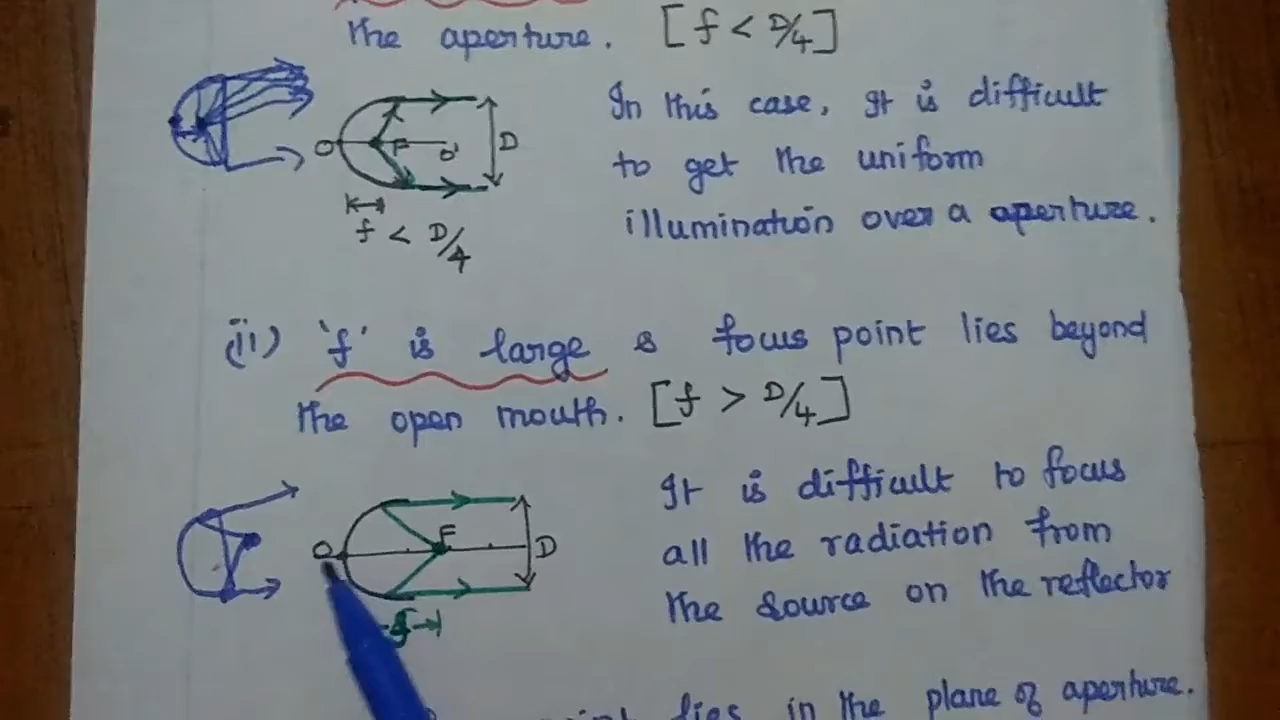 the aperture. [f < D/4]
In this case, It is difficult
to get the uniform
illumination over a aperture.
O F O' D
f < D/4
(ii) 'f' is large & focus point lies beyond
the open mouth. [f > D/4]
It is difficult to focus
all the radiation from
the source on the reflector
O F D
f
lies in the plane of aperture.